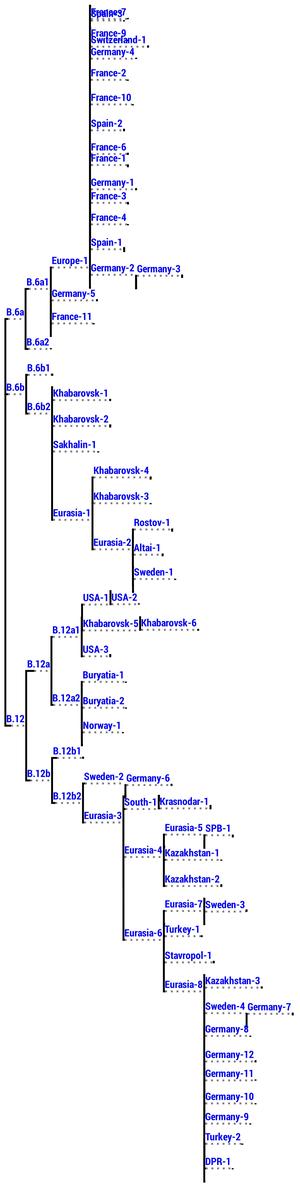 France-7
France-9
Switzerland-1
Germany-4
France-2
France-10
Spain-2
France-6
France-1
Germany-1
France-3
France-4
Spain-1
Europe-1
Germany-2 Germany-3
B.6a1
Germany-5
B.6a
France-11
B.6a2
B.6b1
B.6b
Khabarovsk-1
B.6b2
Khabarovsk-2
Sakhalin-1
Khabarovsk-4
Khabarovsk-3
Eurasia-1
Rostov-1
Eurasia-2
Altai-1
Sweden-1
USA-1 USA-2
Khabarovsk-5 Khabarovsk-6
B.12a1
USA-3
B.12a
Buryatia-1
B.12a2
Buryatia-2
B.12
Norway-1
B.12b1
B.12b
Sweden-2 Germany-6
B.12b2
South-1 Krasnodar-1
Eurasia-3
Eurasia-5 SPB-1
Eurasia-4
Kazakhstan-1
Kazakhstan-2
Eurasia-7 Sweden-3
Eurasia-6
Turkey-1
Stavropol-1
Eurasia-8
Kazakhstan-3
Sweden-4 Germany-7
Germany-8
Germany-12
Germany-11
Germany-10
Germany-9
Turkey-2
DPR-1